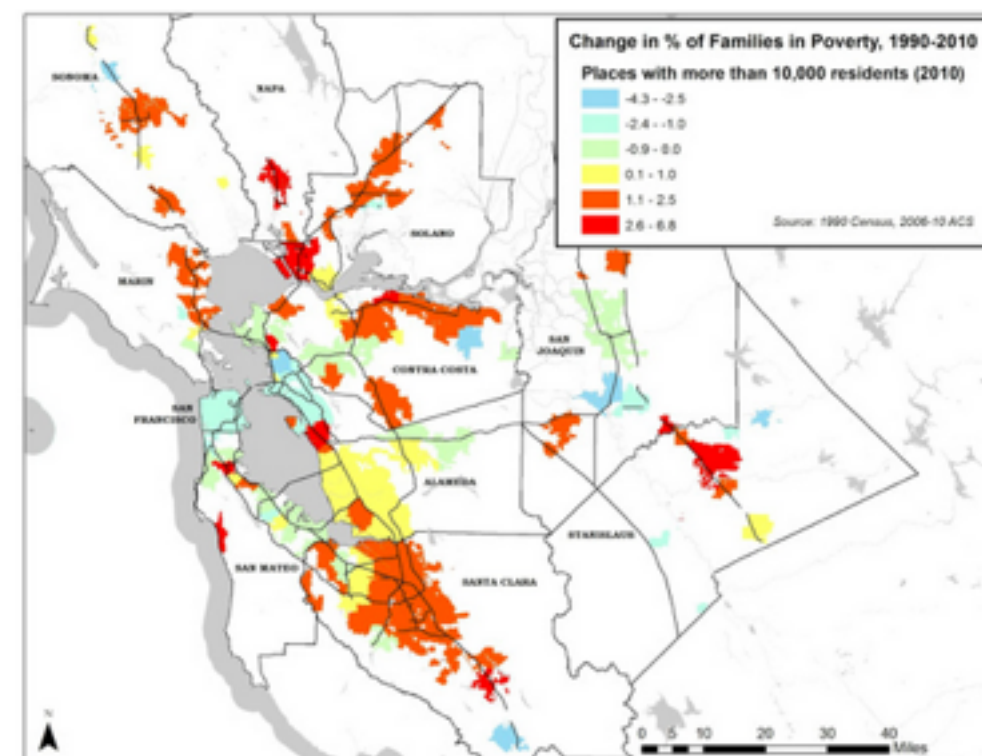 Change in % of Families in Poverty, 1990-2010
Places with more than 10,000 residents (2010)
-4.3 - -2.5
-2.4 - -1.0
-0.9 - 0.0
0.1 - 1.0
1.1 - 2.5
2.6 - 6.8
Source: 1990 Census, 2006-10 ACS
SONOMA
NAPA
SOLANO
MARIN
SAN
JOAQUIN
CONTRA COSTA
SAN
FRANCISCO
ALAMEDA
STANISLAUS
SAN MATEO
SANTA CLARA
N
0 5 10 20 30 40
Miles